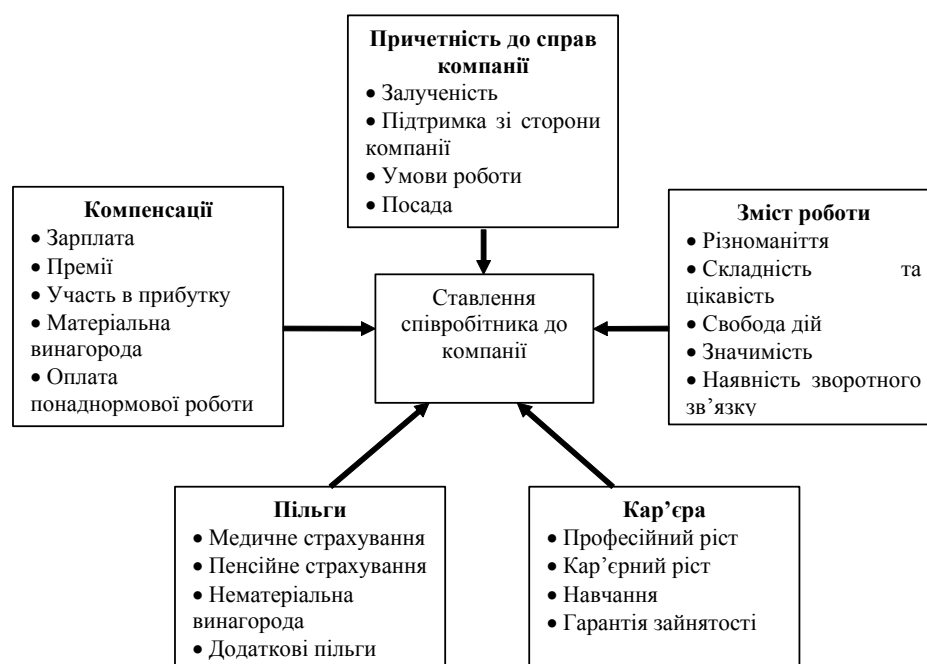 Причетність до справ
компанії
• Залученість
• Підтримка зі сторони
компанії
• Умови роботи
• Посада
Компенсації
• Зарплата
• Премії
• Участь в прибутку
• Матеріальна
винагорода
• Оплата
понаднормової роботи
Ставлення
співробітника до
компанії
Зміст роботи
• Різноманіття
• Складність та
цікавість
• Свобода дій
• Значимість
• Наявність зворотного
зв’язку
Пільги
• Медичне страхування
• Пенсійне страхування
• Нематеріальна
винагорода
• Додаткові пільги
Кар’єра
• Професійний ріст
• Кар’єрний ріст
• Навчання
• Гарантія зайнятості